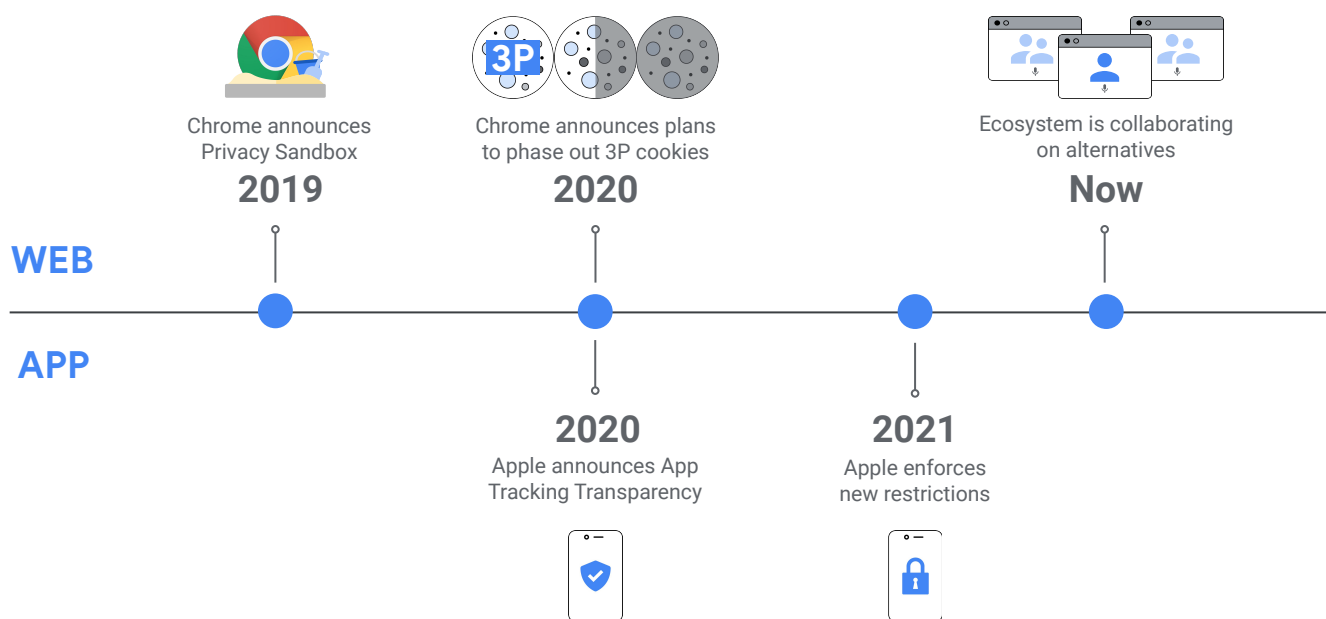 3P
Chrome announces
Privacy Sandbox
2019
Chrome announces plans
to phase out 3P cookies
2020
Ecosystem is collaborating
on alternatives
Now
WEB
APP
2020
Apple announces App
Tracking Transparency
2021
Apple enforces
new restrictions